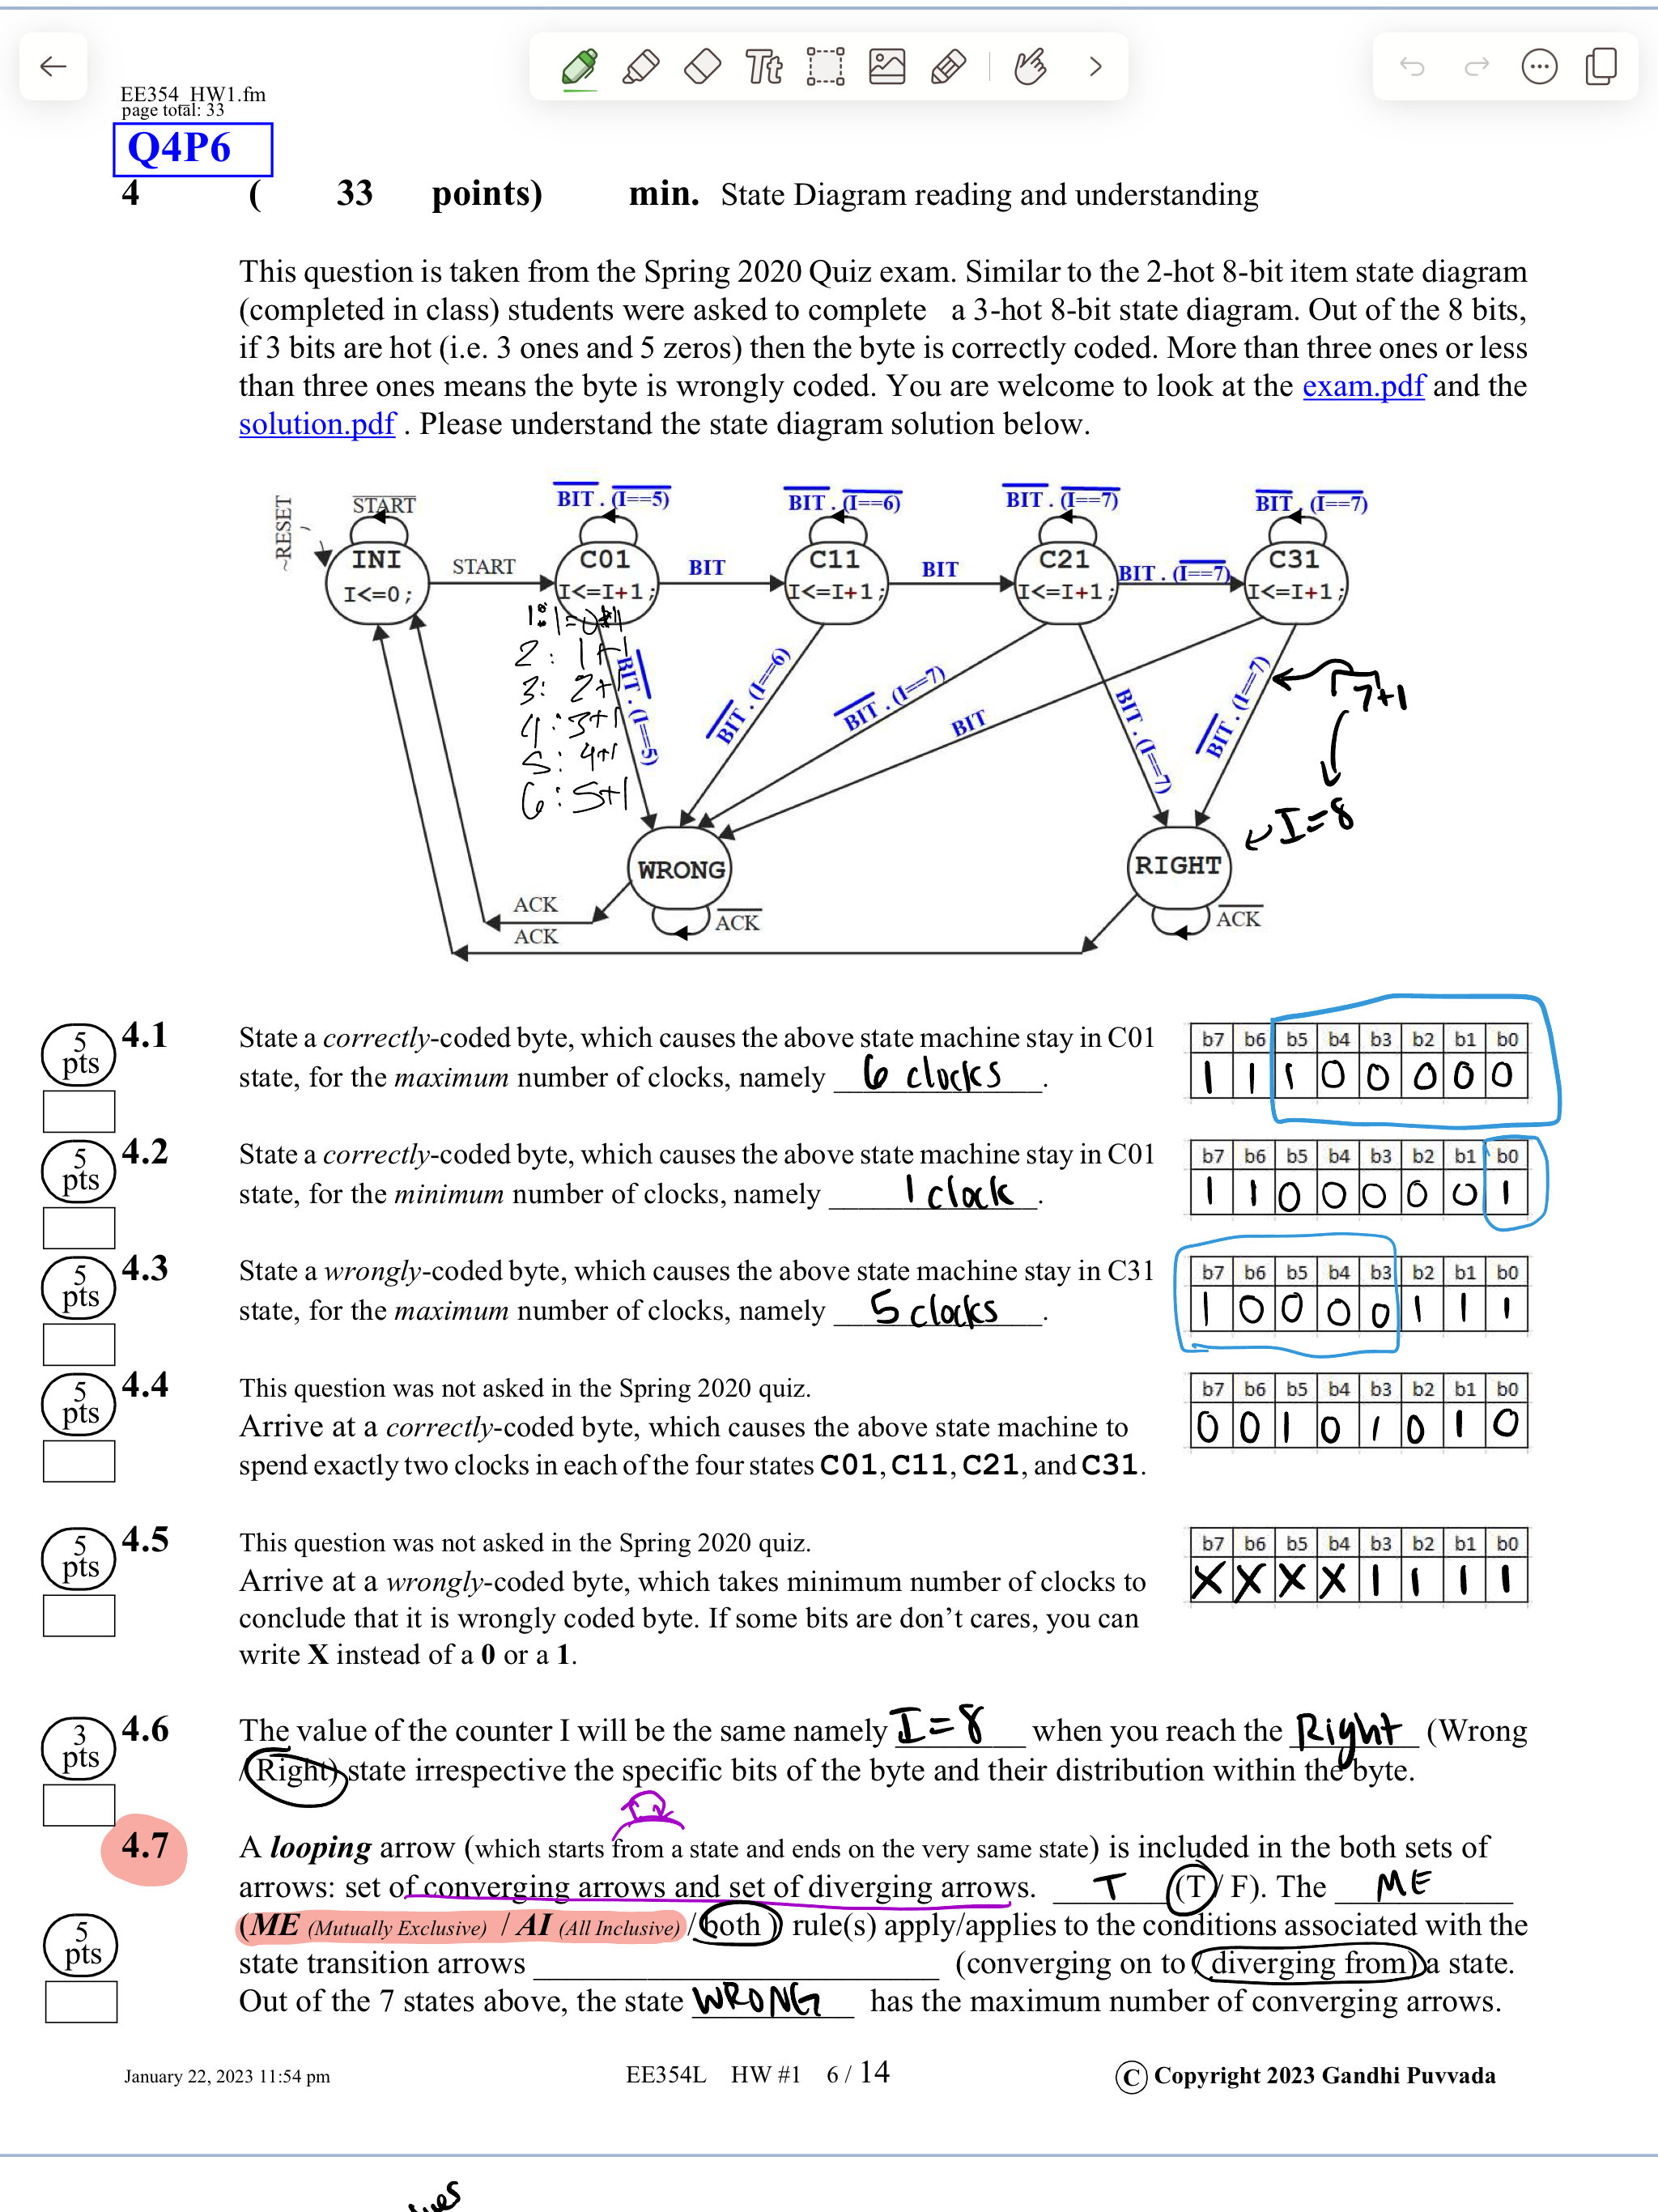 EE354_HW1.fm
page total: 33
Q4P6
4 ( 33 points) min. State Diagram reading and understanding
This question is taken from the Spring 2020 Quiz exam. Similar to the 2-hot 8-bit item state diagram
(completed in class) students were asked to complete a 3-hot 8-bit state diagram. Out of the 8 bits,
if 3 bits are hot (i.e. 3 ones and 5 zeros) then the byte is correctly coded. More than three ones or less
than three ones means the byte is wrongly coded. You are welcome to look at the exam.pdf and the
solution.pdf . Please understand the state diagram solution below.
~RESET
START
BIT . (I==5)
BIT . (I==6)
BIT . (I==7)
BIT . (I==7)
INI
I<=0;
START
C01
I<=I+1;
BIT
C11
I<=I+1;
BIT
C21
I<=I+1;
BIT . (I==7)
C31
I<=I+1;
2: 1+1
3: 2+1
4: 3+1
5: 4+1
6: 5+1
BIT . (I==5)
BIT . (I==6)
BIT . (I==7)
BIT
BIT . (I==7)
BIT . (I==7)
7+1
I=8
WRONG
RIGHT
ACK
ACK
ACK
ACK
5 pts
4.1 State a correctly-coded byte, which causes the above state machine stay in C01
state, for the maximum number of clocks, namely 6 clocks.
b7 b6 b5 b4 b3 b2 b1 b0
1 1 1 0 0 0 0 0
5 pts
4.2 State a correctly-coded byte, which causes the above state machine stay in C01
state, for the minimum number of clocks, namely 1 clock.
b7 b6 b5 b4 b3 b2 b1 b0
1 1 0 0 0 0 0 1
5 pts
4.3 State a wrongly-coded byte, which causes the above state machine stay in C31
state, for the maximum number of clocks, namely 5 clocks.
b7 b6 b5 b4 b3 b2 b1 b0
1 0 0 0 0 1 1 1
5 pts
4.4 This question was not asked in the Spring 2020 quiz.
Arrive at a correctly-coded byte, which causes the above state machine to
spend exactly two clocks in each of the four states C01, C11, C21, and C31.
b7 b6 b5 b4 b3 b2 b1 b0
0 0 1 0 1 0 1 0
5 pts
4.5 This question was not asked in the Spring 2020 quiz.
Arrive at a wrongly-coded byte, which takes minimum number of clocks to
conclude that it is wrongly coded byte. If some bits are don't cares, you can
write X instead of a 0 or a 1.
b7 b6 b5 b4 b3 b2 b1 b0
X X X X 1 1 1 1
3 pts
4.6 The value of the counter I will be the same namely I=8 when you reach the Right (Wrong
/ Right) state irrespective the specific bits of the byte and their distribution within the byte.
4.7 A looping arrow (which starts from a state and ends on the very same state) is included in the both sets of
arrows: set of converging arrows and set of diverging arrows. T (T / F). The ME
5 pts
(ME (Mutually Exclusive) / AI (All Inclusive) / both ) rule(s) apply/applies to the conditions associated with the
state transition arrows (converging on to / diverging from) a state.
Out of the 7 states above, the state WRONG has the maximum number of converging arrows.
January 22, 2023 11:54 pm EE354L HW #1 6 / 14 © Copyright 2023 Gandhi Puvvada